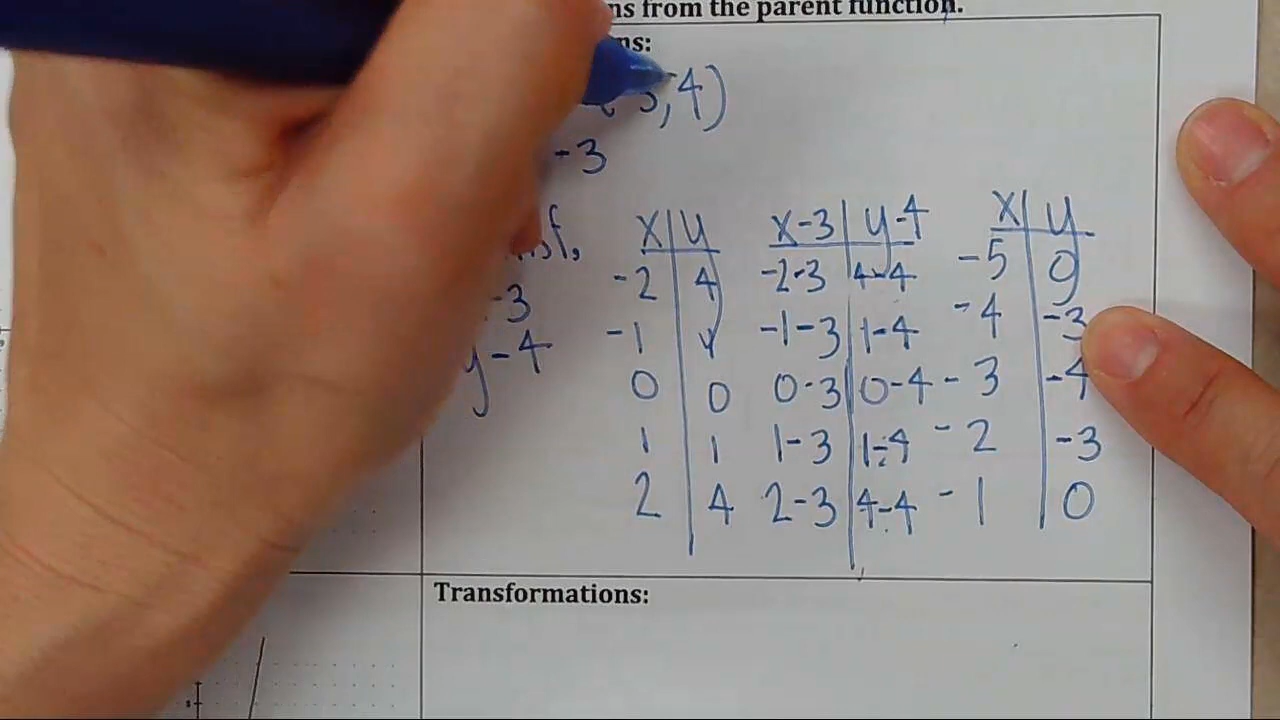 ns from the parent function.
ns:
3, 4)
-3
x | y   x-3 | y-4   x | y
-2 | 4   -2-3 | 4-4   -5 | 0
-3   -1 | 1   -1-3 | 1-4   -4 | -3
y-4   0 | 0   0-3 | 0-4   -3 | -4
1 | 1   1-3 | 1-4   -2 | -3
2 | 4   2-3 | 4-4   -1 | 0
Transformations: